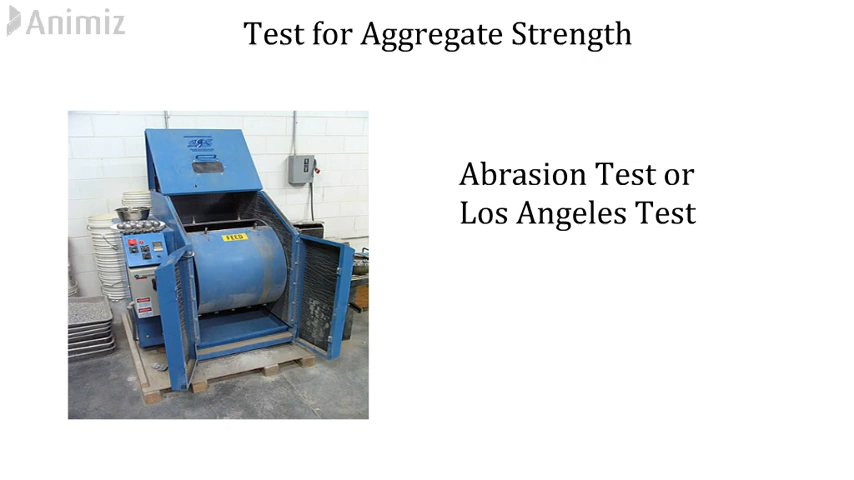 Animiz
Test for Aggregate Strength
Abrasion Test or
Los Angeles Test
FEED